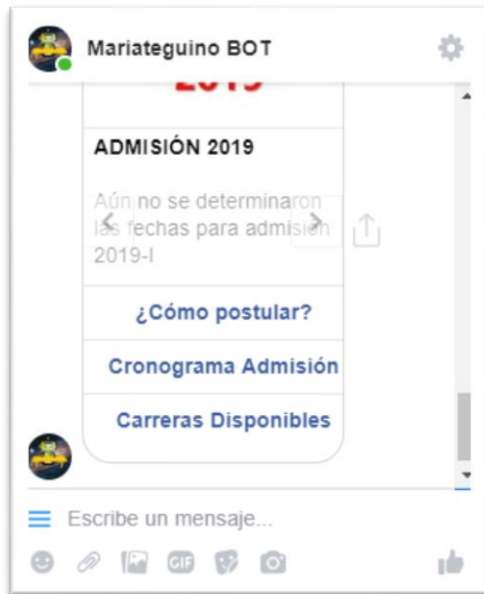 Mariateguino BOT
2019
ADMISIÓN 2019
Aún no se determinaron
las fechas para admisión
2019-I
¿Cómo postular?
Cronograma Admisión
Carreras Disponibles
Escribe un mensaje...
GIF